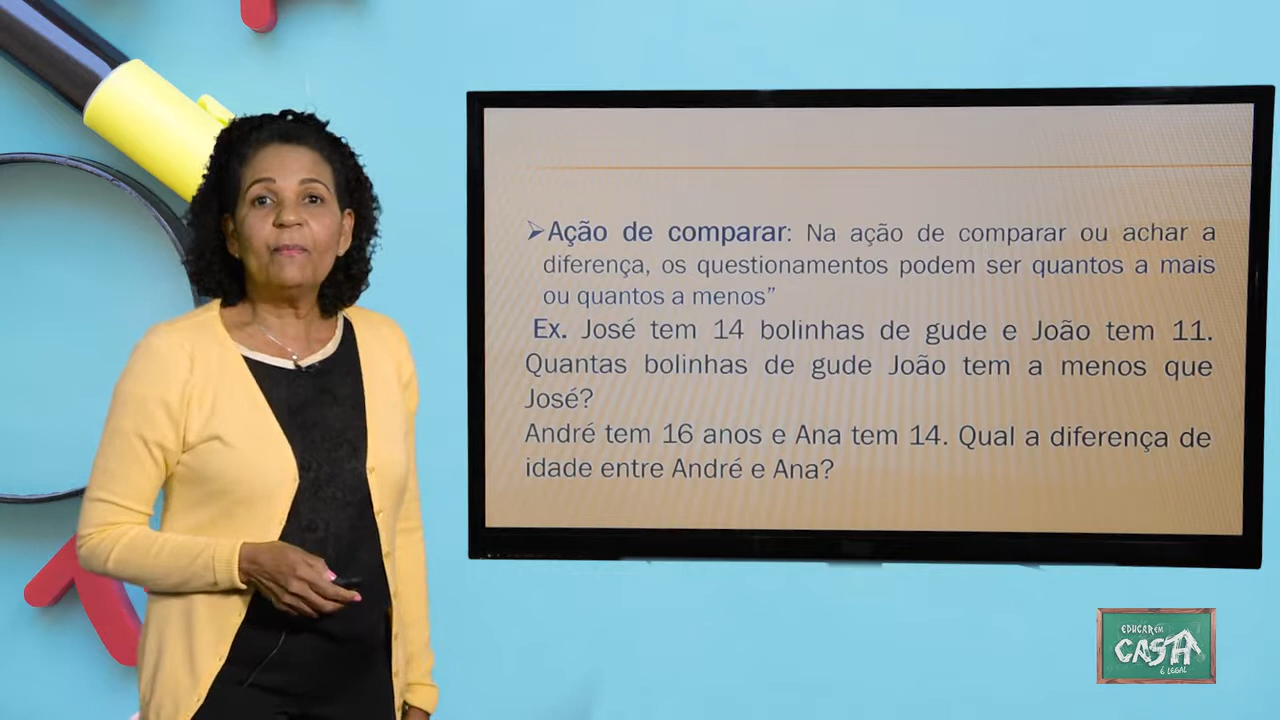 ➢Ação de comparar: Na ação de comparar ou achar a
diferença, os questionamentos podem ser quantos a mais
ou quantos a menos”
Ex. José tem 14 bolinhas de gude e João tem 11.
Quantas bolinhas de gude João tem a menos que
José?
André tem 16 anos e Ana tem 14. Qual a diferença de
idade entre André e Ana?
EDUCAR EM
CASA
É LEGAL